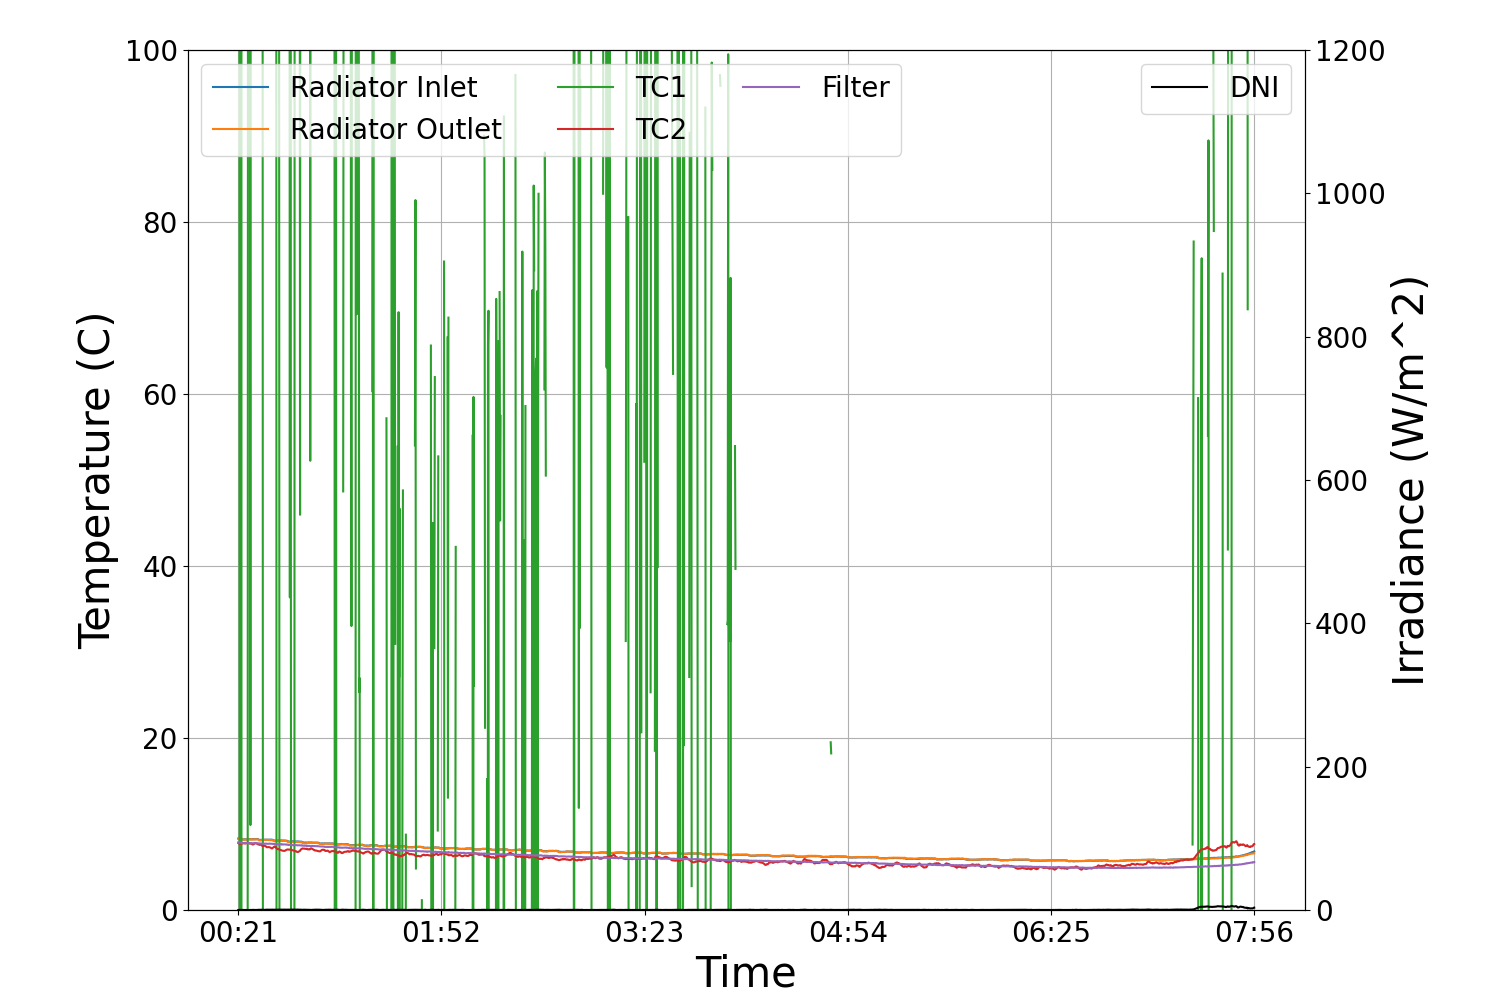 Radiator Inlet
Radiator Outlet
TC1
TC2
Filter
DNI
100
80
60
40
20
0
Temperature (C)
1200
1000
800
600
400
200
0
Irradiance (W/m^2)
00:21
01:52
03:23
04:54
06:25
07:56
Time